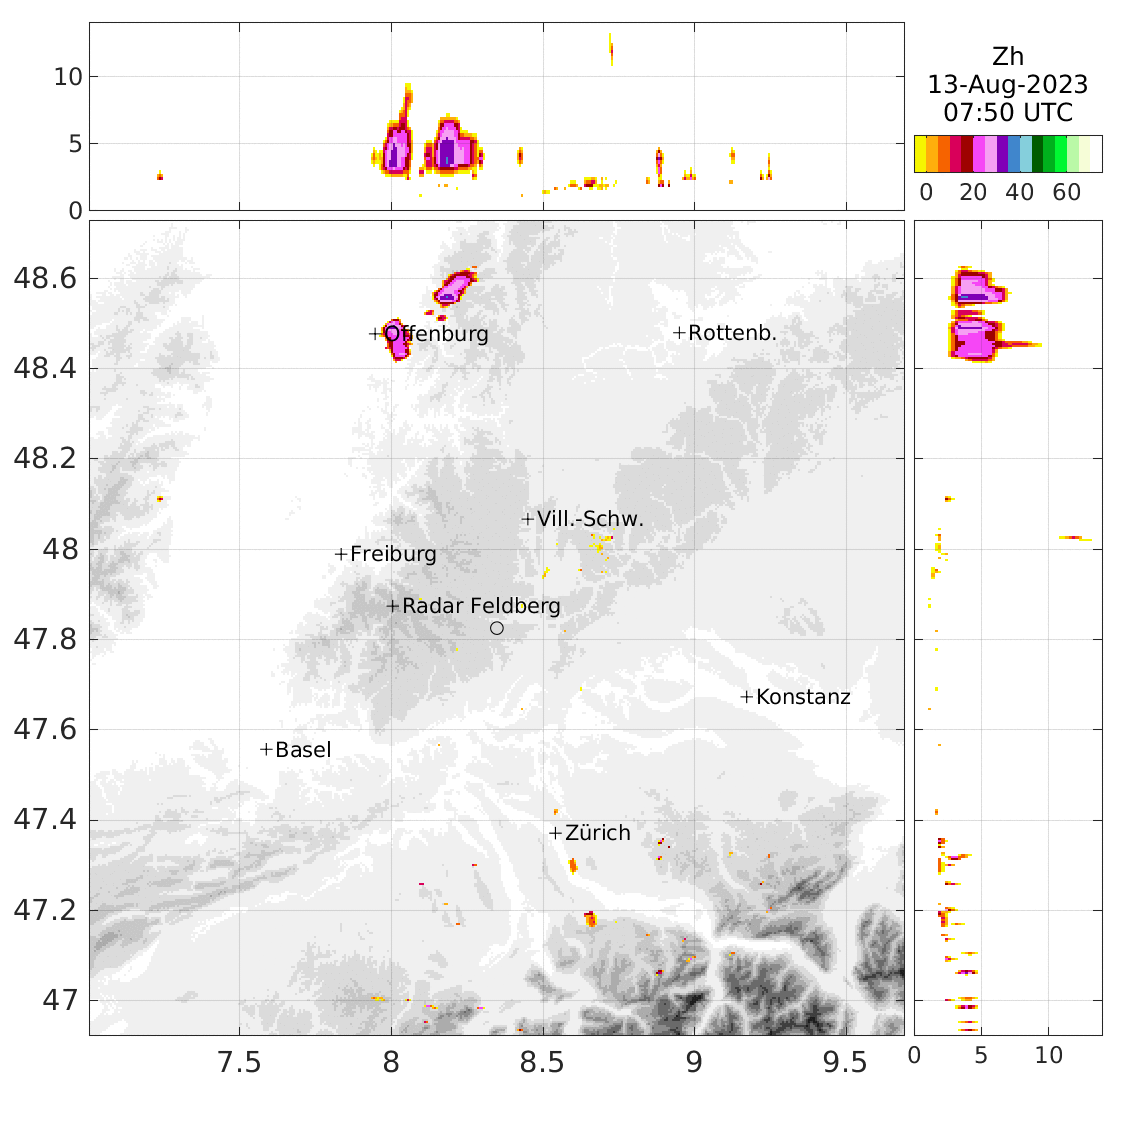 10
5
0
Zh
13-Aug-2023
07:50 UTC
0 20 40 60
48.6
48.4
48.2
48
47.8
47.6
47.4
47.2
47
+Offenburg
+Rottenb.
+Vill.-Schw.
+Freiburg
+Radar Feldberg
+Konstanz
+Basel
+Zürich
7.5 8 8.5 9 9.5
0 5 10